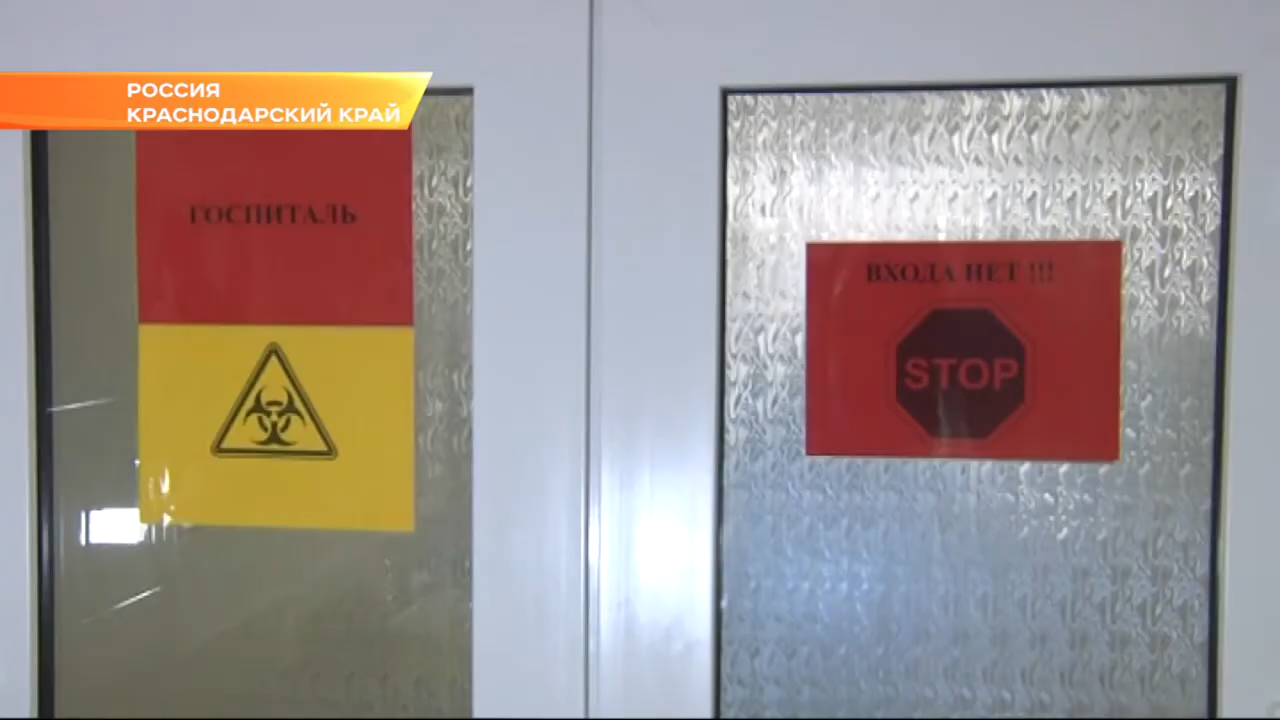 РОССИЯ
КРАСНОДАРСКИЙ КРАЙ
ГОСПИТАЛЬ
ВХОДА НЕТ !!!
STOP